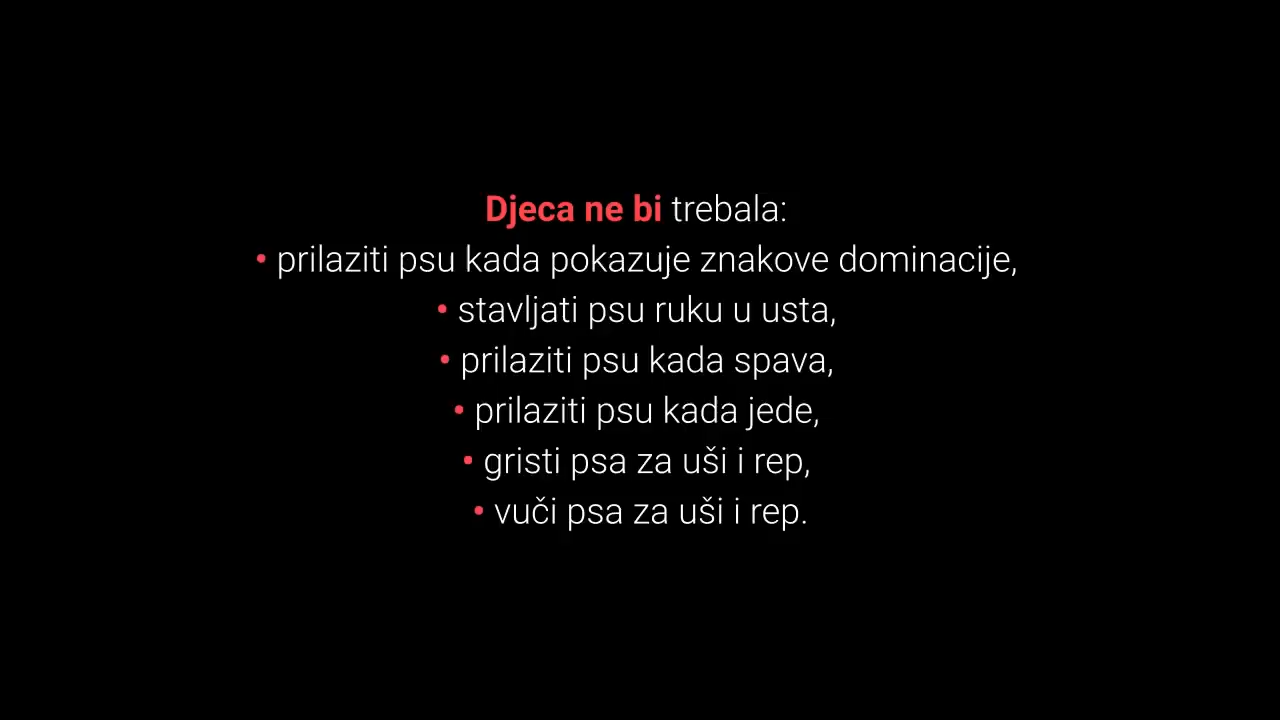 Djeca ne bi trebala:
• prilaziti psu kada pokazuje znakove dominacije,
• stavljati psu ruku u usta,
• prilaziti psu kada spava,
• prilaziti psu kada jede,
• gristi psa za uši i rep,
• vuči psa za uši i rep.